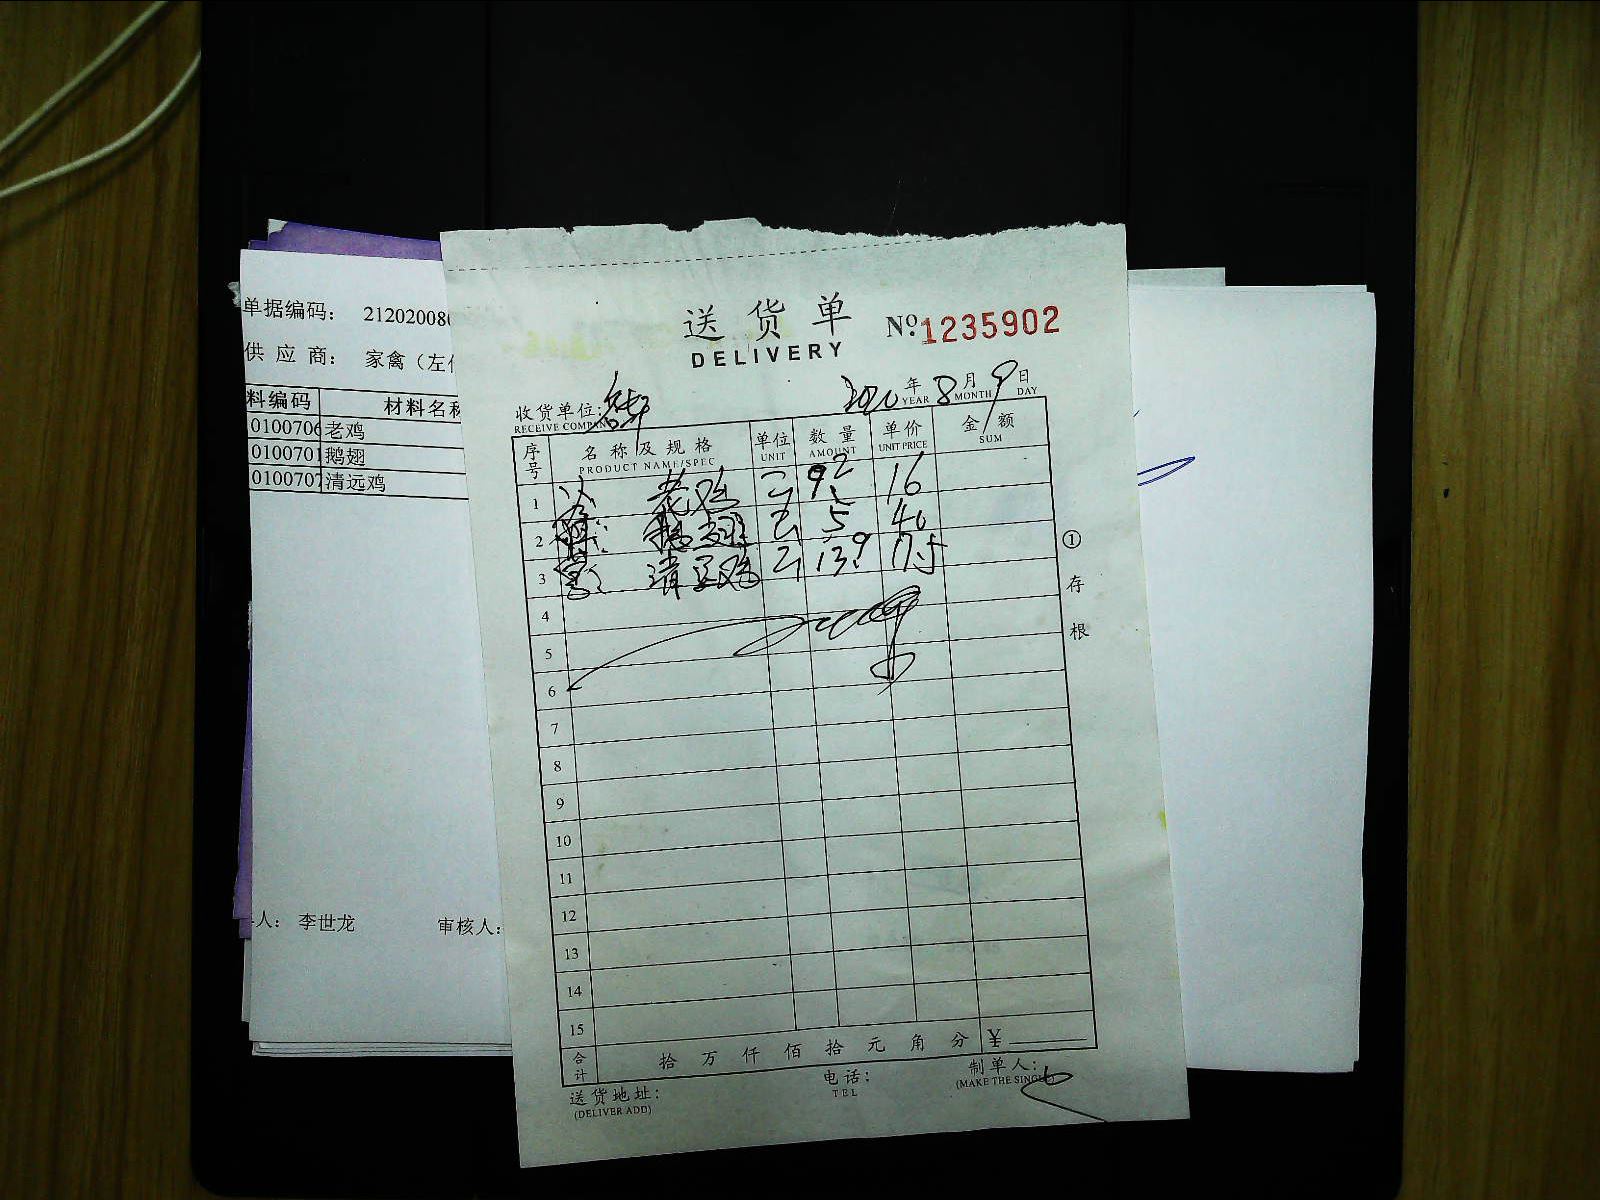 单据编码： 21202008
供 应 商： 家禽（左
料编码 材料名称
0100706 老鸡
0100701 鹅翅
0100707 清远鸡
人： 李世龙 审核人：
送 货 单
DELIVERY
№ 1235902
2020 年 8 月 9 日
YEAR MONTH DAY
收货单位：
RECEIVE COMPANY
序号 名 称 及 规 格 单位 数 量 单价 金 额
PRODUCT NAME/SPEC UNIT AMOUNT UNIT PRICE SUM
1 老鸡 92 16
2 鹅翅 5 40
3 清远鸡 139 17.5
4
5
6
7
8
9
10
11
12
13
14
15
合计 拾 万 仟 佰 拾 元 角 分 ¥
①存根
送货地址： 电话： 制单人：
(DELIVER ADD) TEL (MAKE THE SINGLE)